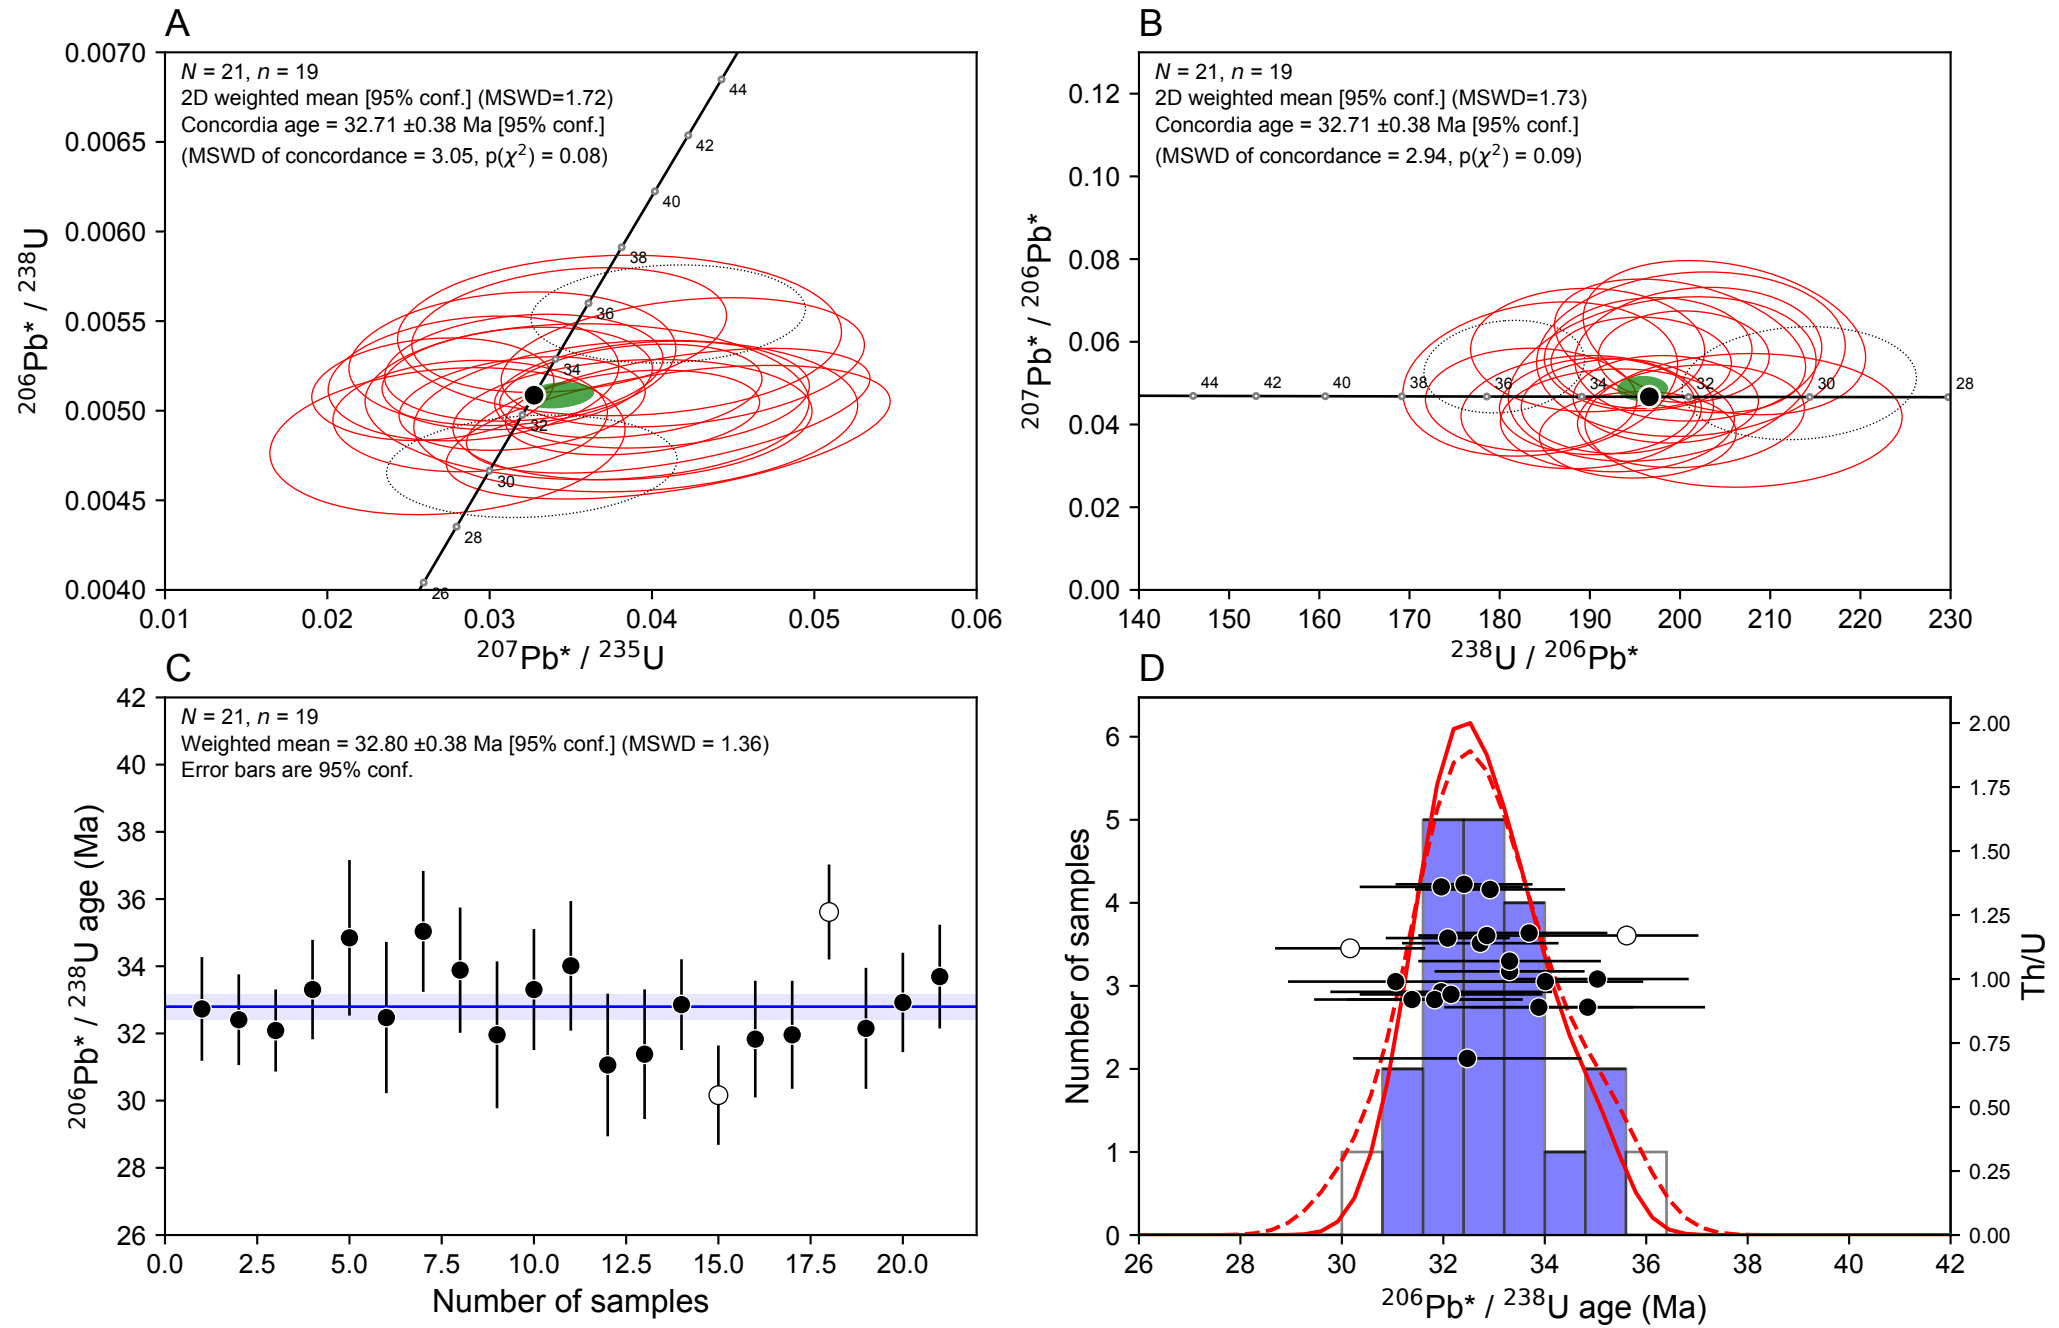 A
N = 21, n = 19
2D weighted mean [95% conf.] (MSWD=1.72)
Concordia age = 32.71 ±0.38 Ma [95% conf.]
(MSWD of concordance = 3.05, p(χ²) = 0.08)
0.0070
0.0065
0.0060
0.0055
0.0050
0.0045
0.0040
²⁰⁶Pb* / ²³⁸U
44
42
40
38
36
34
32
30
28
26
0.01 0.02 0.03 0.04 0.05 0.06
²⁰⁷Pb* / ²³⁵U
B
N = 21, n = 19
2D weighted mean [95% conf.] (MSWD=1.73)
Concordia age = 32.71 ±0.38 Ma [95% conf.]
(MSWD of concordance = 2.94, p(χ²) = 0.09)
0.12
0.10
0.08
0.06
0.04
0.02
0.00
²⁰⁷Pb* / ²⁰⁶Pb*
44 42 40 38 36 34 32 30 28
140 150 160 170 180 190 200 210 220 230
²³⁸U / ²⁰⁶Pb*
C
N = 21, n = 19
Weighted mean = 32.80 ±0.38 Ma [95% conf.] (MSWD = 1.36)
Error bars are 95% conf.
42
40
38
36
34
32
30
28
26
²⁰⁶Pb* / ²³⁸U age (Ma)
0.0 2.5 5.0 7.5 10.0 12.5 15.0 17.5 20.0
Number of samples
D
6
5
4
3
2
1
0
Number of samples
2.00
1.75
1.50
1.25
1.00
0.75
0.50
0.25
0.00
Th/U
26 28 30 32 34 36 38 40 42
²⁰⁶Pb* / ²³⁸U age (Ma)